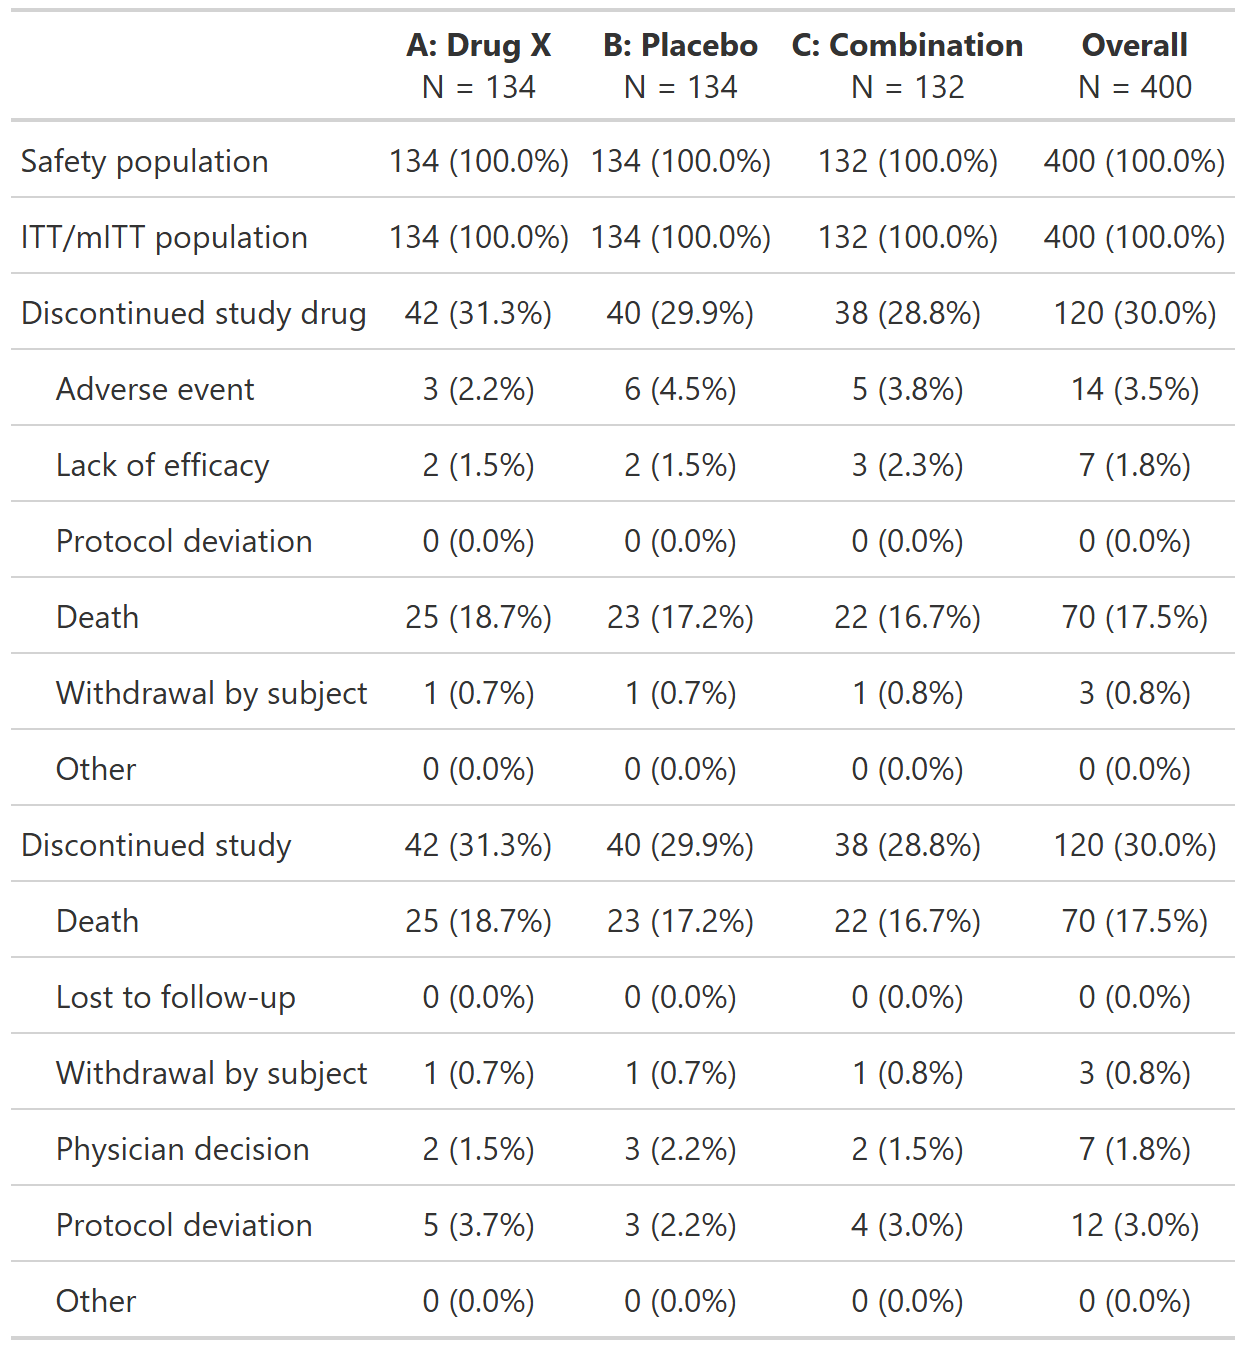 A: Drug X B: Placebo C: Combination Overall
N = 134 N = 134 N = 132 N = 400
Safety population 134 (100.0%) 134 (100.0%) 132 (100.0%) 400 (100.0%)
ITT/mITT population 134 (100.0%) 134 (100.0%) 132 (100.0%) 400 (100.0%)
Discontinued study drug 42 (31.3%) 40 (29.9%) 38 (28.8%) 120 (30.0%)
Adverse event 3 (2.2%) 6 (4.5%) 5 (3.8%) 14 (3.5%)
Lack of efficacy 2 (1.5%) 2 (1.5%) 3 (2.3%) 7 (1.8%)
Protocol deviation 0 (0.0%) 0 (0.0%) 0 (0.0%) 0 (0.0%)
Death 25 (18.7%) 23 (17.2%) 22 (16.7%) 70 (17.5%)
Withdrawal by subject 1 (0.7%) 1 (0.7%) 1 (0.8%) 3 (0.8%)
Other 0 (0.0%) 0 (0.0%) 0 (0.0%) 0 (0.0%)
Discontinued study 42 (31.3%) 40 (29.9%) 38 (28.8%) 120 (30.0%)
Death 25 (18.7%) 23 (17.2%) 22 (16.7%) 70 (17.5%)
Lost to follow-up 0 (0.0%) 0 (0.0%) 0 (0.0%) 0 (0.0%)
Withdrawal by subject 1 (0.7%) 1 (0.7%) 1 (0.8%) 3 (0.8%)
Physician decision 2 (1.5%) 3 (2.2%) 2 (1.5%) 7 (1.8%)
Protocol deviation 5 (3.7%) 3 (2.2%) 4 (3.0%) 12 (3.0%)
Other 0 (0.0%) 0 (0.0%) 0 (0.0%) 0 (0.0%)